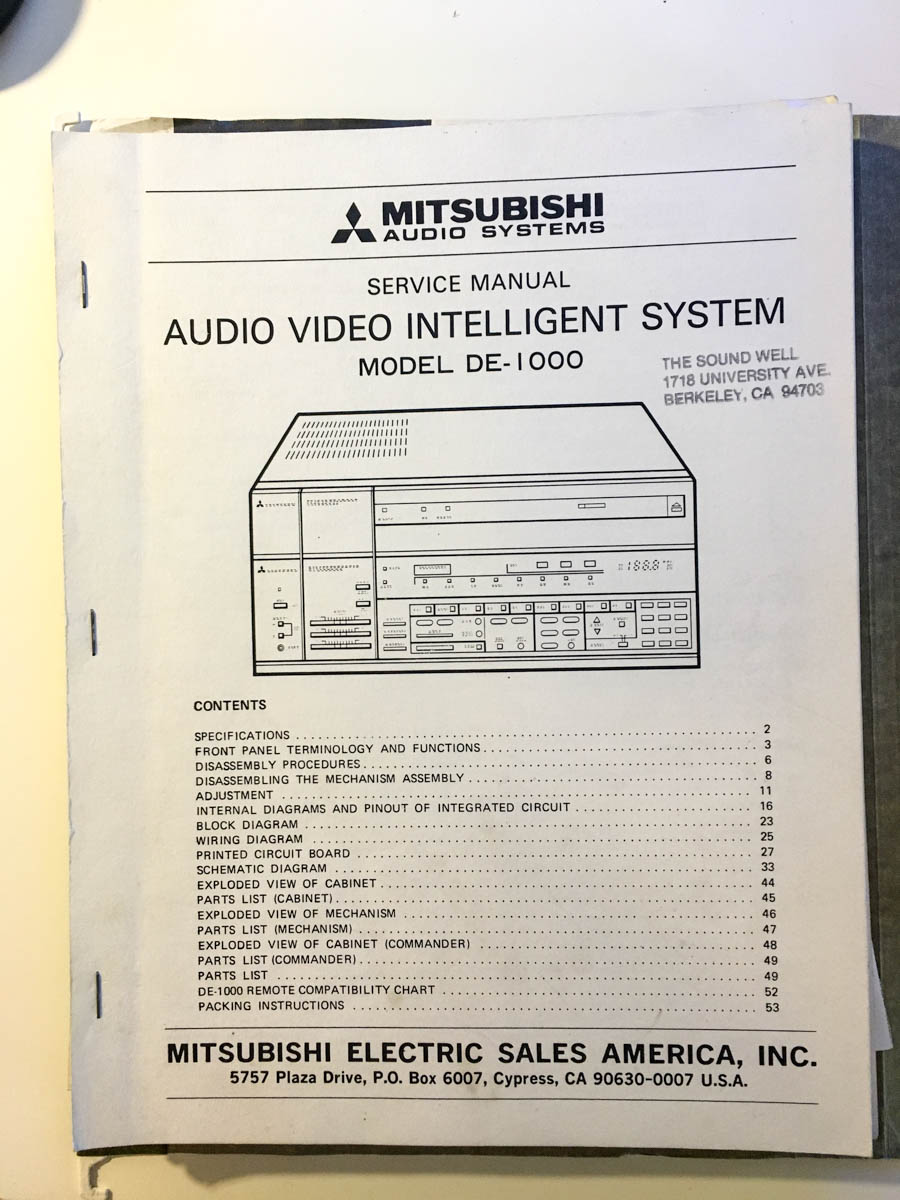 MITSUBISHI
AUDIO SYSTEMS
SERVICE MANUAL
AUDIO VIDEO INTELLIGENT SYSTEM
MODEL DE-1000
THE SOUND WELL
1718 UNIVERSITY AVE.
BERKELEY, CA 94703
CONTENTS
SPECIFICATIONS 2
FRONT PANEL TERMINOLOGY AND FUNCTIONS 3
DISASSEMBLY PROCEDURES 6
DISASSEMBLING THE MECHANISM ASSEMBLY 8
ADJUSTMENT 11
INTERNAL DIAGRAMS AND PINOUT OF INTEGRATED CIRCUIT 16
BLOCK DIAGRAM 23
WIRING DIAGRAM 25
PRINTED CIRCUIT BOARD 27
SCHEMATIC DIAGRAM 33
EXPLODED VIEW OF CABINET 44
PARTS LIST (CABINET) 45
EXPLODED VIEW OF MECHANISM 46
PARTS LIST (MECHANISM) 47
EXPLODED VIEW OF CABINET (COMMANDER) 48
PARTS LIST (COMMANDER) 49
PARTS LIST 49
DE-1000 REMOTE COMPATIBILITY CHART 52
PACKING INSTRUCTIONS 53
MITSUBISHI ELECTRIC SALES AMERICA, INC.
5757 Plaza Drive, P.O. Box 6007, Cypress, CA 90630-0007 U.S.A.